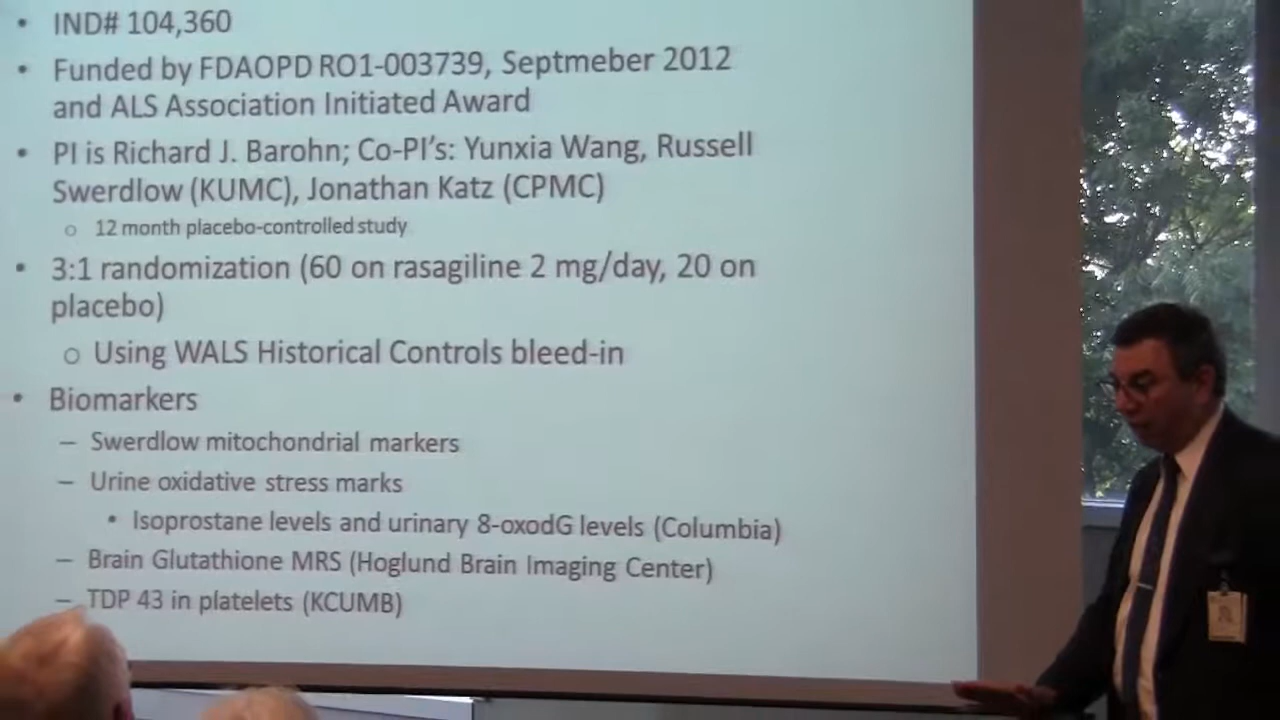 • IND# 104,360
• Funded by FDAOPD RO1-003739, Septmeber 2012
and ALS Association Initiated Award
• PI is Richard J. Barohn; Co-PI's: Yunxia Wang, Russell
Swerdlow (KUMC), Jonathan Katz (CPMC)
o 12 month placebo-controlled study
• 3:1 randomization (60 on rasagiline 2 mg/day, 20 on
placebo)
o Using WALS Historical Controls bleed-in
• Biomarkers
– Swerdlow mitochondrial markers
– Urine oxidative stress marks
• Isoprostane levels and urinary 8-oxodG levels (Columbia)
– Brain Glutathione MRS (Hoglund Brain Imaging Center)
– TDP 43 in platelets (KCUMB)